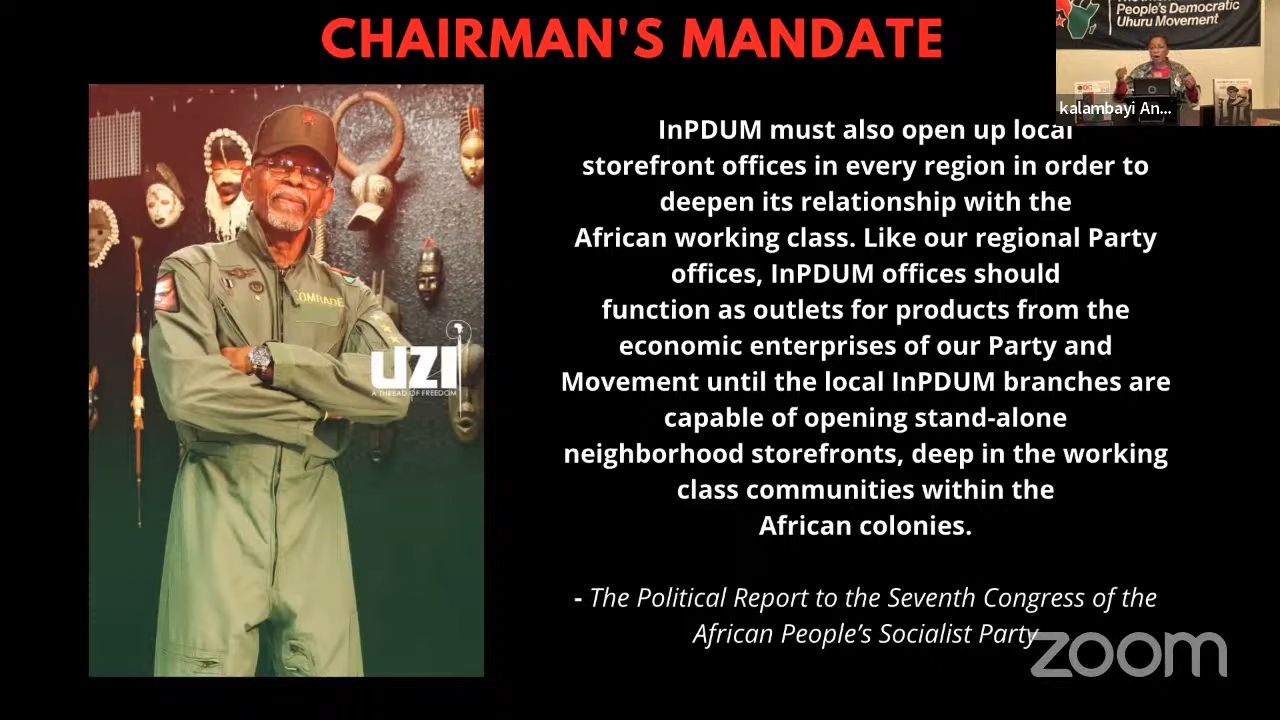 CHAIRMAN'S MANDATE
People's Democratic
Uhuru Movement
kalambayi An...
InPDUM must also open up local
storefront offices in every region in order to
deepen its relationship with the
African working class. Like our regional Party
offices, InPDUM offices should
function as outlets for products from the
economic enterprises of our Party and
Movement until the local InPDUM branches are
capable of opening stand-alone
neighborhood storefronts, deep in the working
class communities within the
African colonies.
- The Political Report to the Seventh Congress of the
African People's Socialist Party
COMRADE
UZI
A THREAD OF FREEDOM
zoom